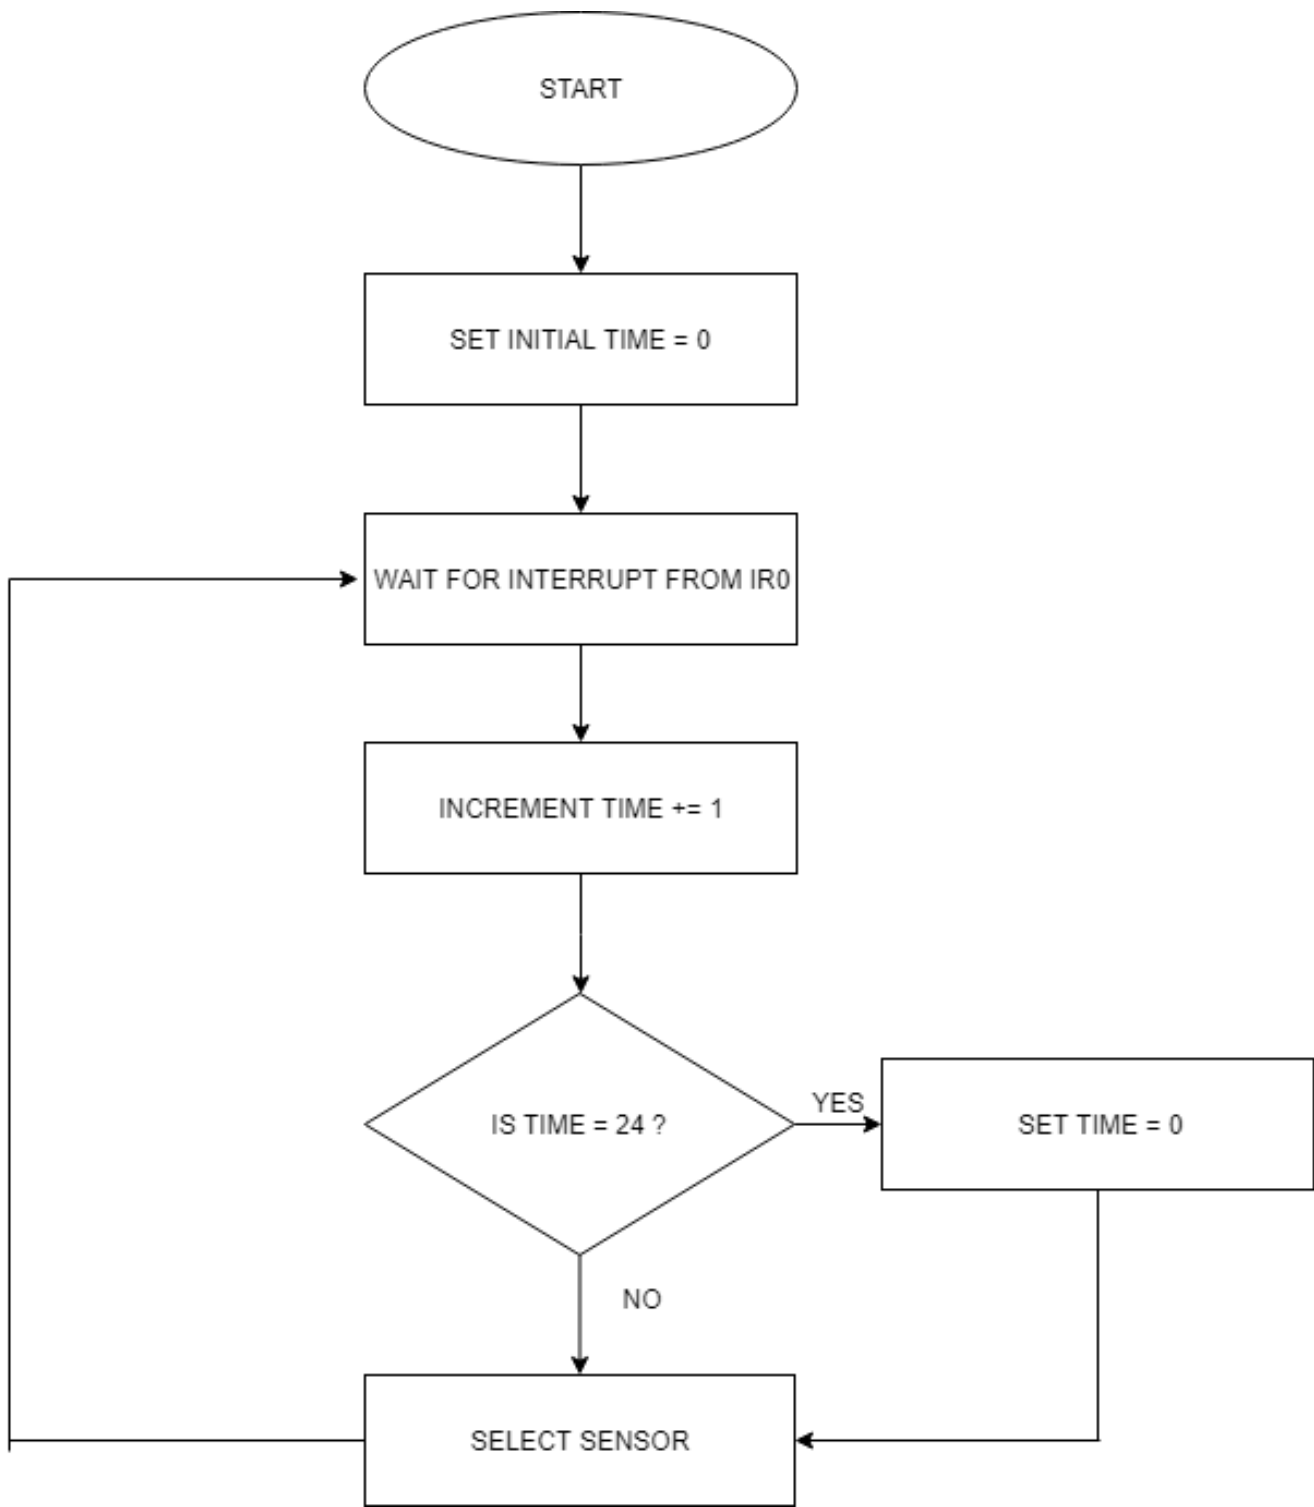 START
SET INITIAL TIME = 0
WAIT FOR INTERRUPT FROM IR0
INCREMENT TIME += 1
IS TIME = 24 ?
YES
SET TIME = 0
NO
SELECT SENSOR